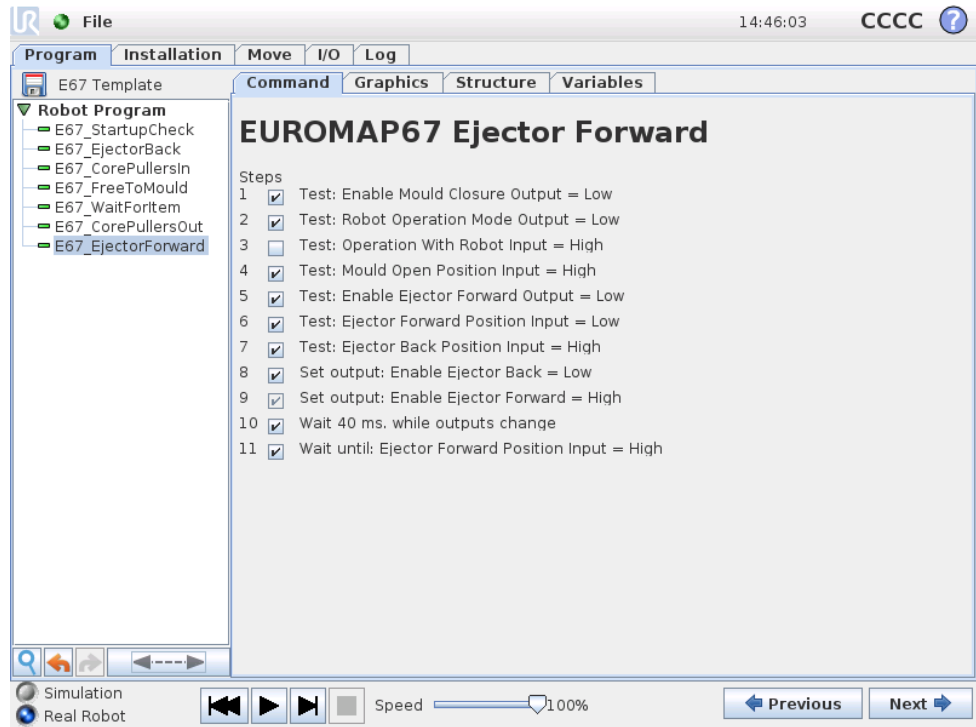 UR File 14:46:03 CCCC ?
Program Installation Move I/O Log
E67 Template
Command Graphics Structure Variables
Robot Program
E67_StartupCheck
E67_EjectorBack
E67_CorePullersIn
E67_FreeToMould
E67_WaitForItem
E67_CorePullersOut
E67_EjectorForward
EUROMAP67 Ejector Forward
Steps
1 Test: Enable Mould Closure Output = Low
2 Test: Robot Operation Mode Output = Low
3 Test: Operation With Robot Input = High
4 Test: Mould Open Position Input = High
5 Test: Enable Ejector Forward Output = Low
6 Test: Ejector Forward Position Input = Low
7 Test: Ejector Back Position Input = High
8 Set output: Enable Ejector Back = Low
9 Set output: Enable Ejector Forward = High
10 Wait 40 ms. while outputs change
11 Wait until: Ejector Forward Position Input = High
Simulation
Real Robot
Speed 100%
Previous Next